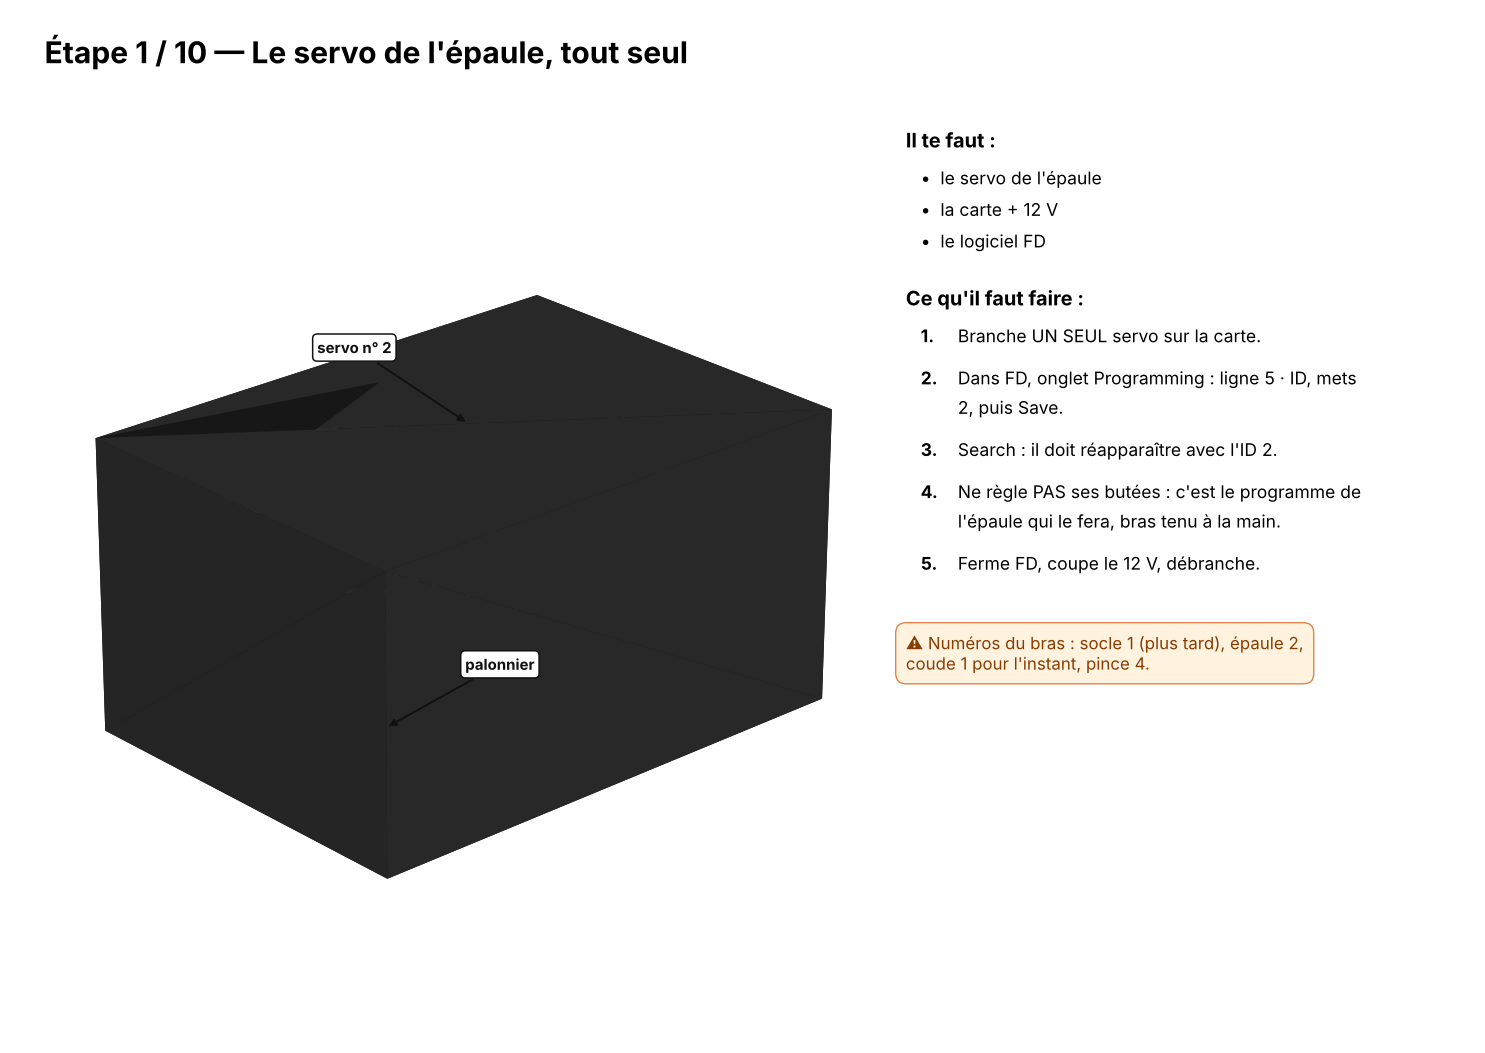 Étape 1 / 10 — Le servo de l'épaule, tout seul
servo n° 2
palonnier
Il te faut :
• le servo de l'épaule
• la carte + 12 V
• le logiciel FD
Ce qu'il faut faire :
1. Branche UN SEUL servo sur la carte.
2. Dans FD, onglet Programming : ligne 5 · ID, mets
2, puis Save.
3. Search : il doit réapparaître avec l'ID 2.
4. Ne règle PAS ses butées : c'est le programme de
l'épaule qui le fera, bras tenu à la main.
5. Ferme FD, coupe le 12 V, débranche.
⚠ Numéros du bras : socle 1 (plus tard), épaule 2,
coude 1 pour l'instant, pince 4.